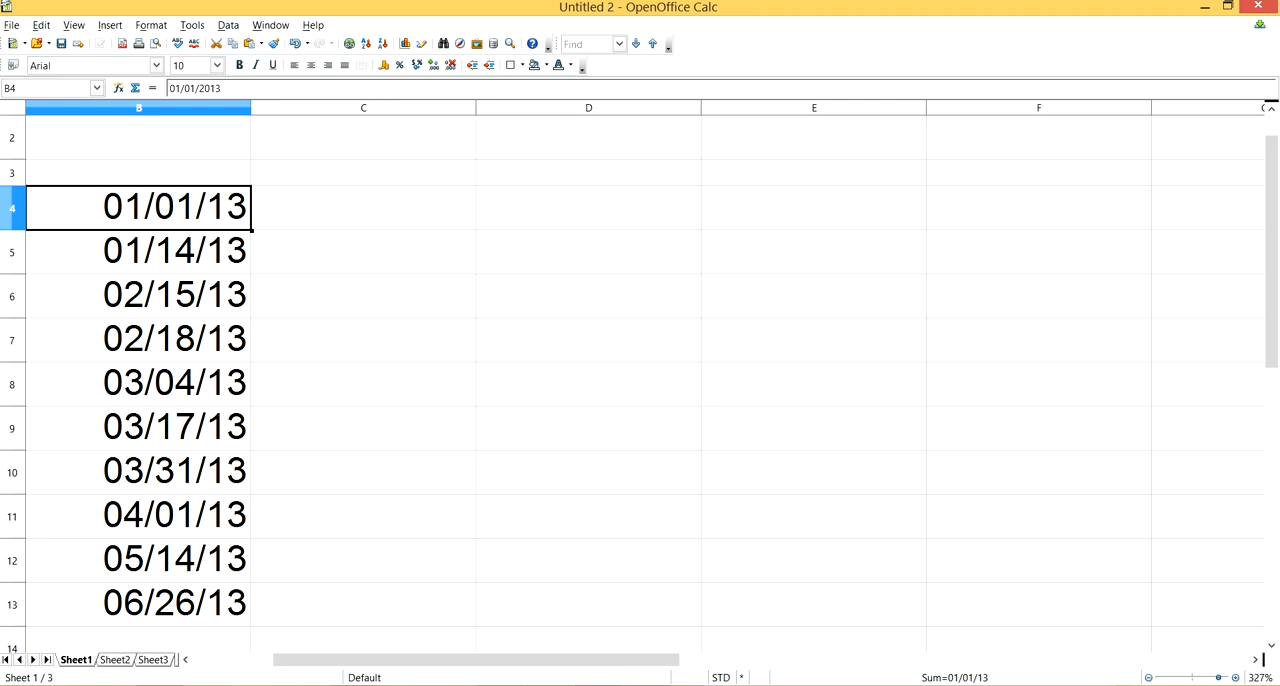 Untitled 2 - OpenOffice Calc
File Edit View Insert Format Tools Data Window Help
Find
Arial 10 B I U
B4 01/01/2013
B C D E F
2
3
4 01/01/13
5 01/14/13
6 02/15/13
7 02/18/13
8 03/04/13
9 03/17/13
10 03/31/13
11 04/01/13
12 05/14/13
13 06/26/13
14
Sheet1 Sheet2 Sheet3
Sheet 1 / 3 Default STD * Sum=01/01/13 327%